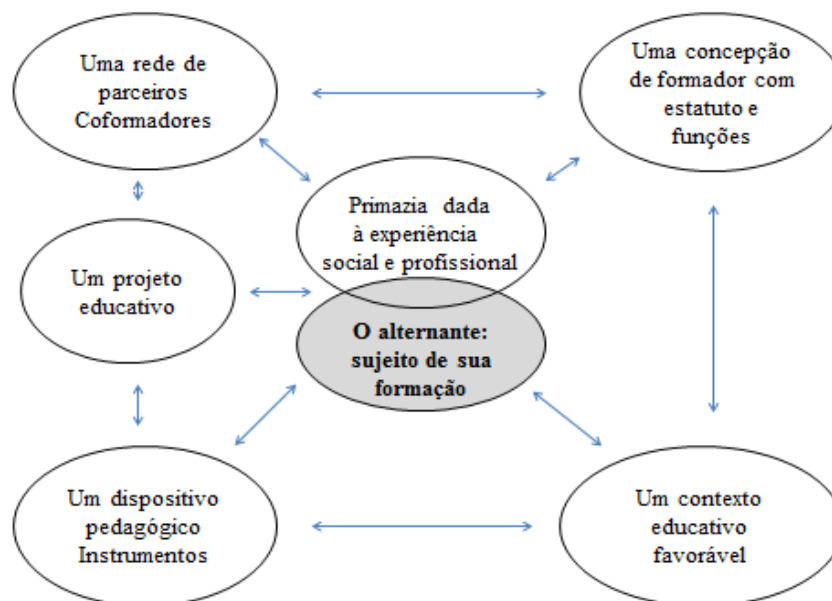 Uma rede de
parceiros
Coformadores
Uma concepção
de formador com
estatuto e
funções
Primazia dada
à experiência
social e profissional
Um projeto
educativo
O alternante:
sujeito de sua
formação
Um dispositivo
pedagógico
Instrumentos
Um contexto
educativo
favorável